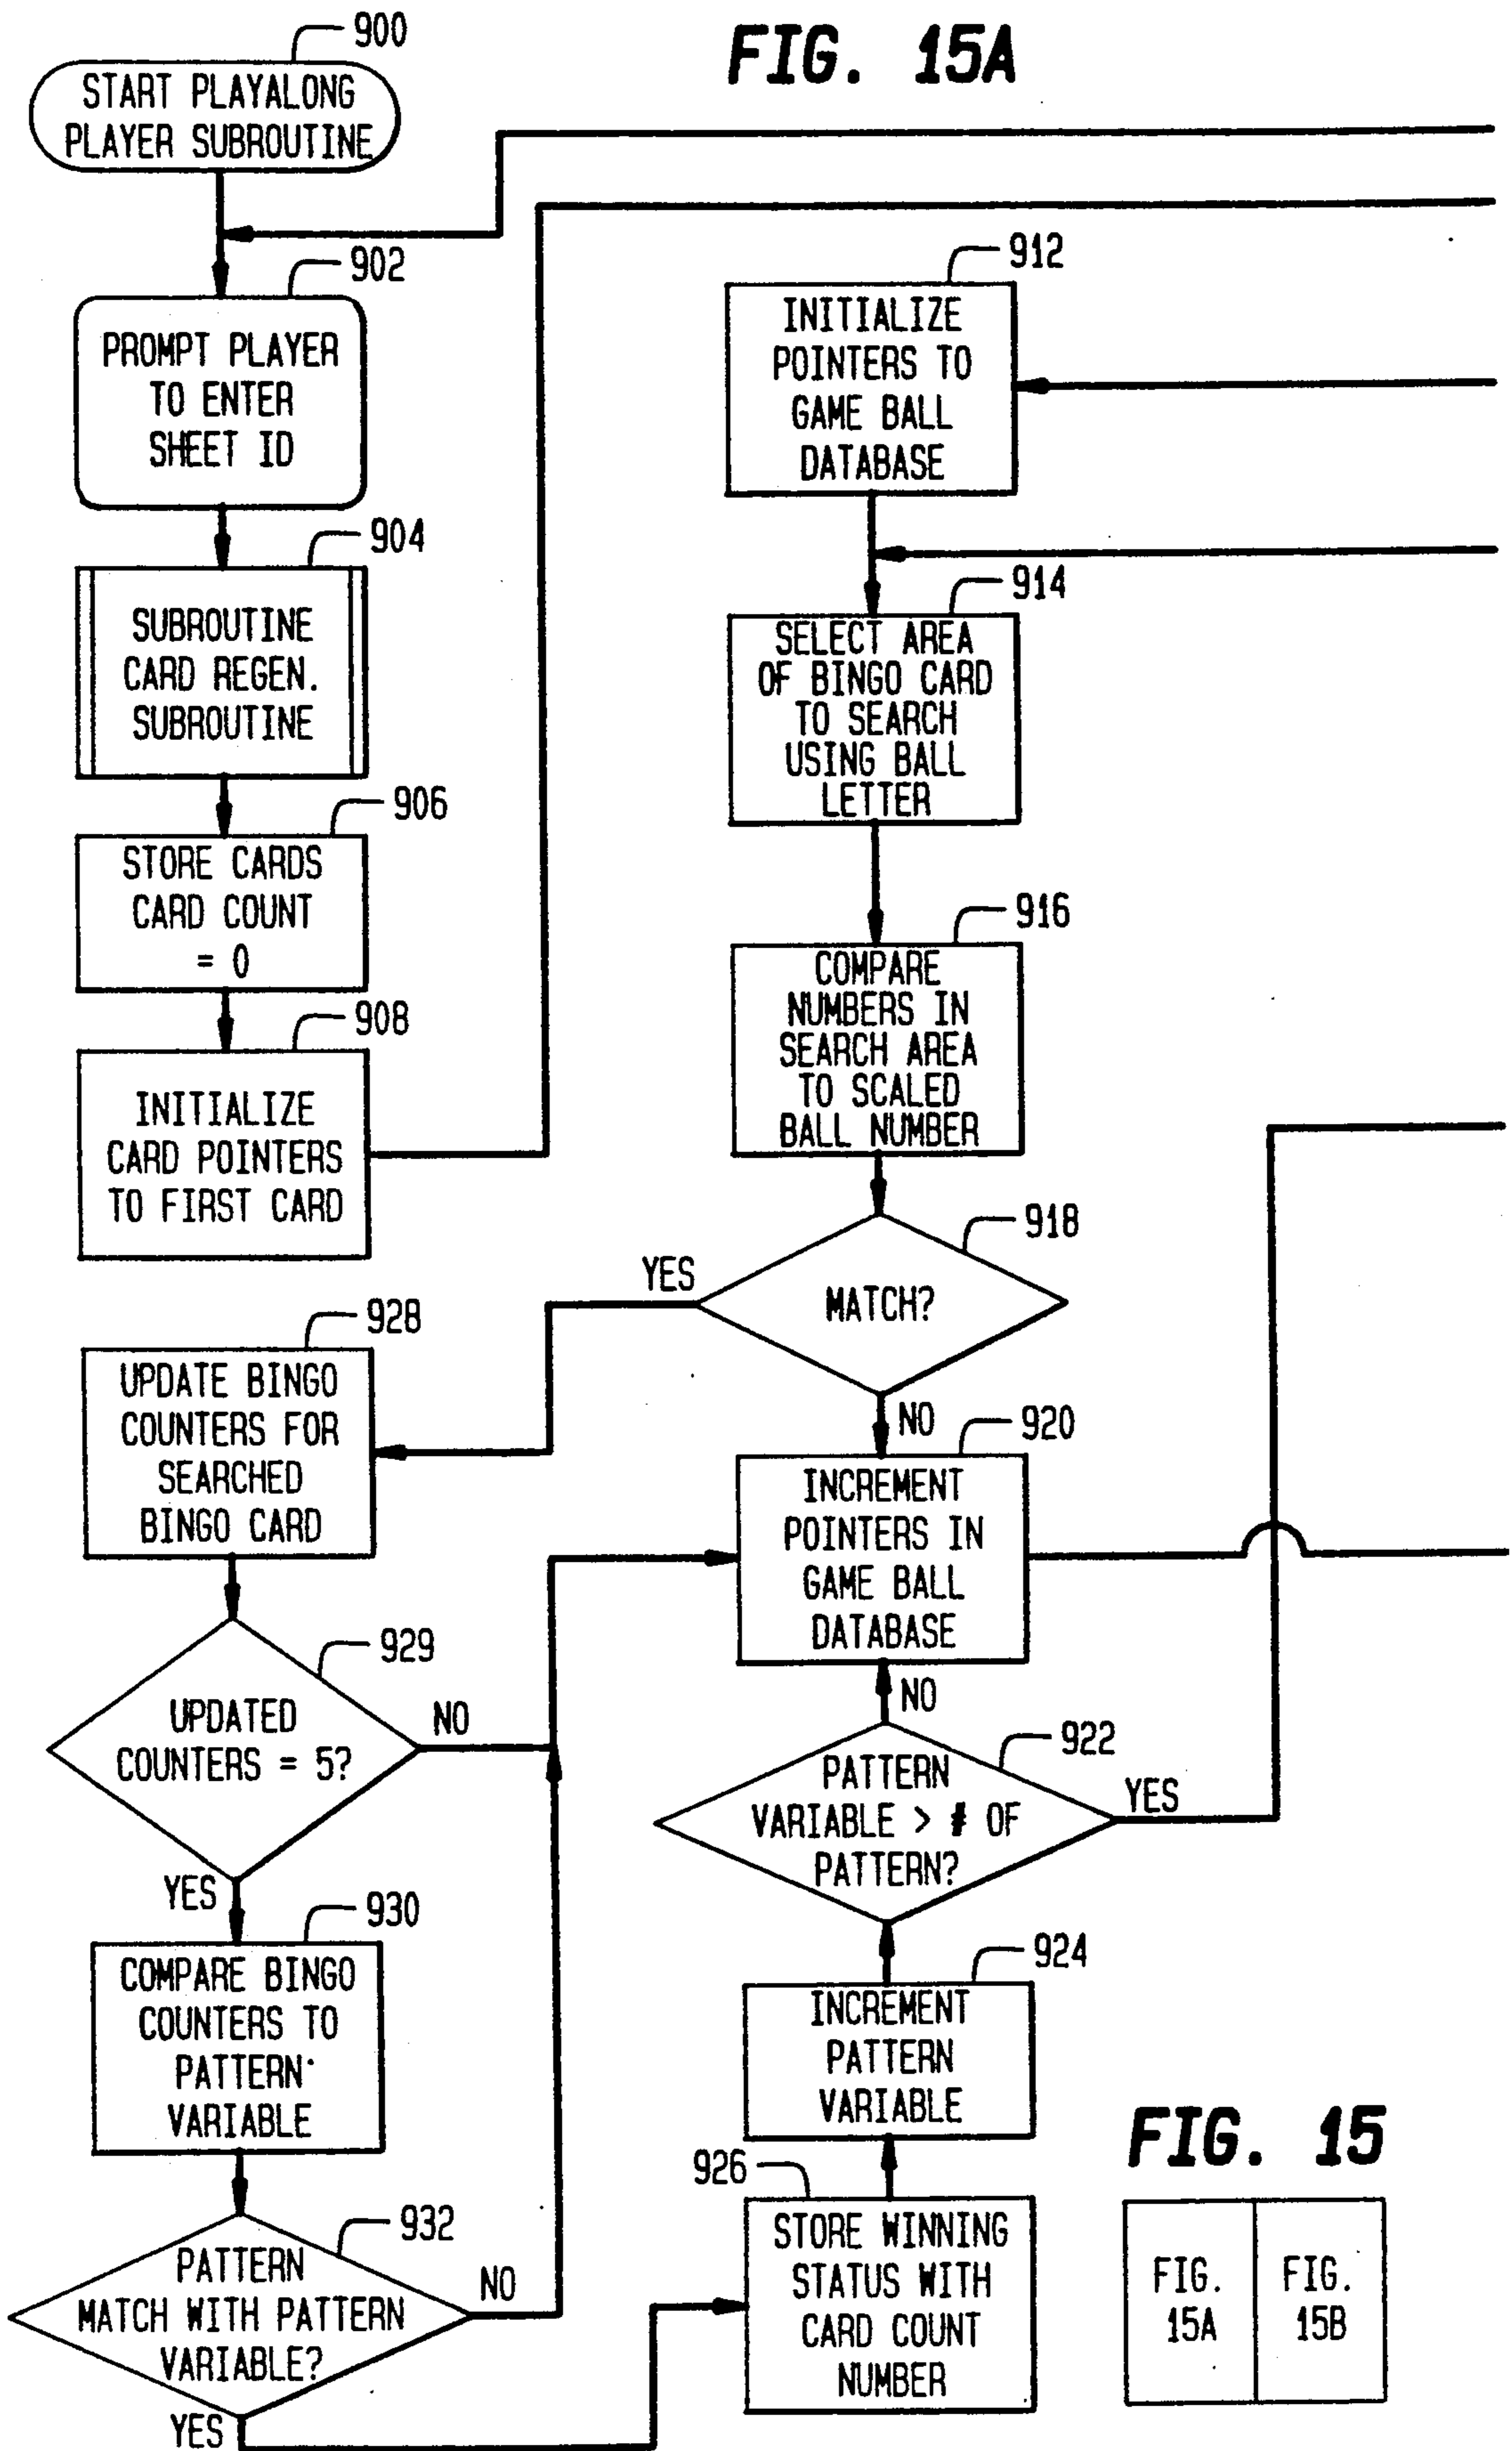 FIG. 15A
900
START PLAYALONG
PLAYER SUBROUTINE
902
PROMPT PLAYER
TO ENTER
SHEET ID
904
SUBROUTINE
CARD REGEN.
SUBROUTINE
906
STORE CARDS
CARD COUNT
= 0
908
INITIALIZE
CARD POINTERS
TO FIRST CARD
912
INITIALIZE
POINTERS TO
GAME BALL
DATABASE
914
SELECT AREA
OF BINGO CARD
TO SEARCH
USING BALL
LETTER
916
COMPARE
NUMBERS IN
SEARCH AREA
TO SCALED
BALL NUMBER
918
MATCH?
YES
NO
928
UPDATE BINGO
COUNTERS FOR
SEARCHED
BINGO CARD
920
INCREMENT
POINTERS IN
GAME BALL
DATABASE
929
UPDATED
COUNTERS = 5?
NO
YES
NO
922
PATTERN
VARIABLE > # OF
PATTERN?
YES
930
COMPARE BINGO
COUNTERS TO
PATTERN
VARIABLE
924
INCREMENT
PATTERN
VARIABLE
932
PATTERN
MATCH WITH PATTERN
VARIABLE?
NO
YES
926
STORE WINNING
STATUS WITH
CARD COUNT
NUMBER
FIG. 15
FIG.
15A
FIG.
15B